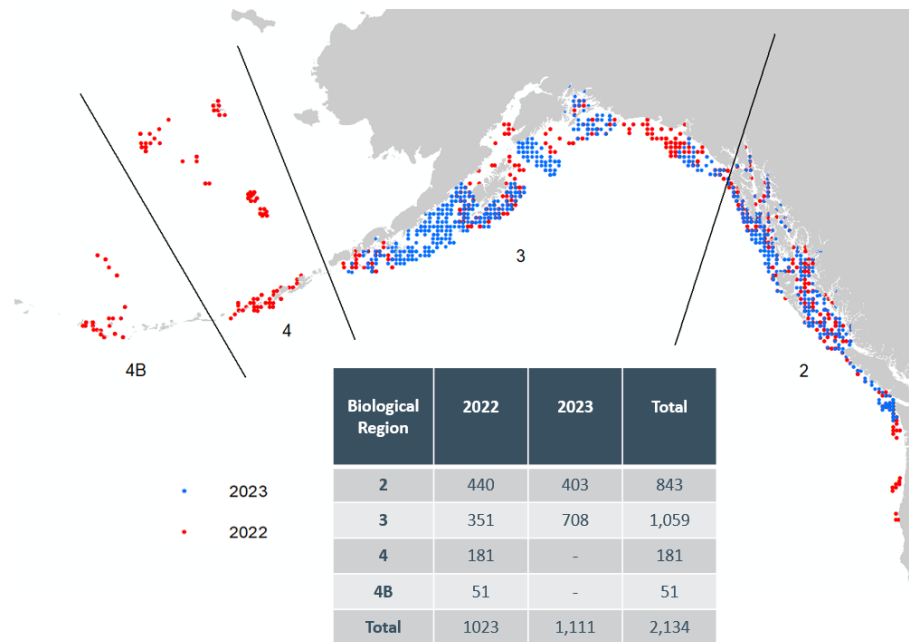 3
4
4B
2
2023
2022
Biological Region 2022 2023 Total
2 440 403 843
3 351 708 1,059
4 181 - 181
4B 51 - 51
Total 1023 1,111 2,134